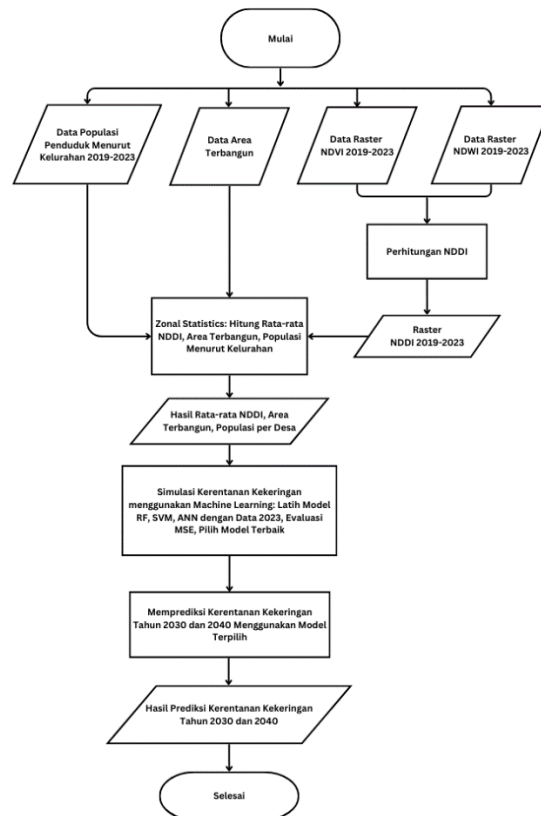 Mulai
Data Populasi
Penduduk Menurut
Kelurahan 2019-2023
Data Area
Terbangun
Data Raster
NDVI 2019-2023
Data Raster
NDWI 2019-2023
Perhitungan NDDI
Zonal Statistics: Hitung Rata-rata
NDDI, Area Terbangun, Populasi
Menurut Kelurahan
Raster
NDDI 2019-2023
Hasil Rata-rata NDDI, Area
Terbangun, Populasi per Desa
Simulasi Kerentanan Kekeringan
menggunakan Machine Learning: Latih Model
RF, SVM, ANN dengan Data 2023, Evaluasi
MSE, Pilih Model Terbaik
Memprediksi Kerentanan Kekeringan
Tahun 2030 dan 2040 Menggunakan Model
Terpilih
Hasil Prediksi Kerentanan Kekeringan
Tahun 2030 dan 2040
Selesai